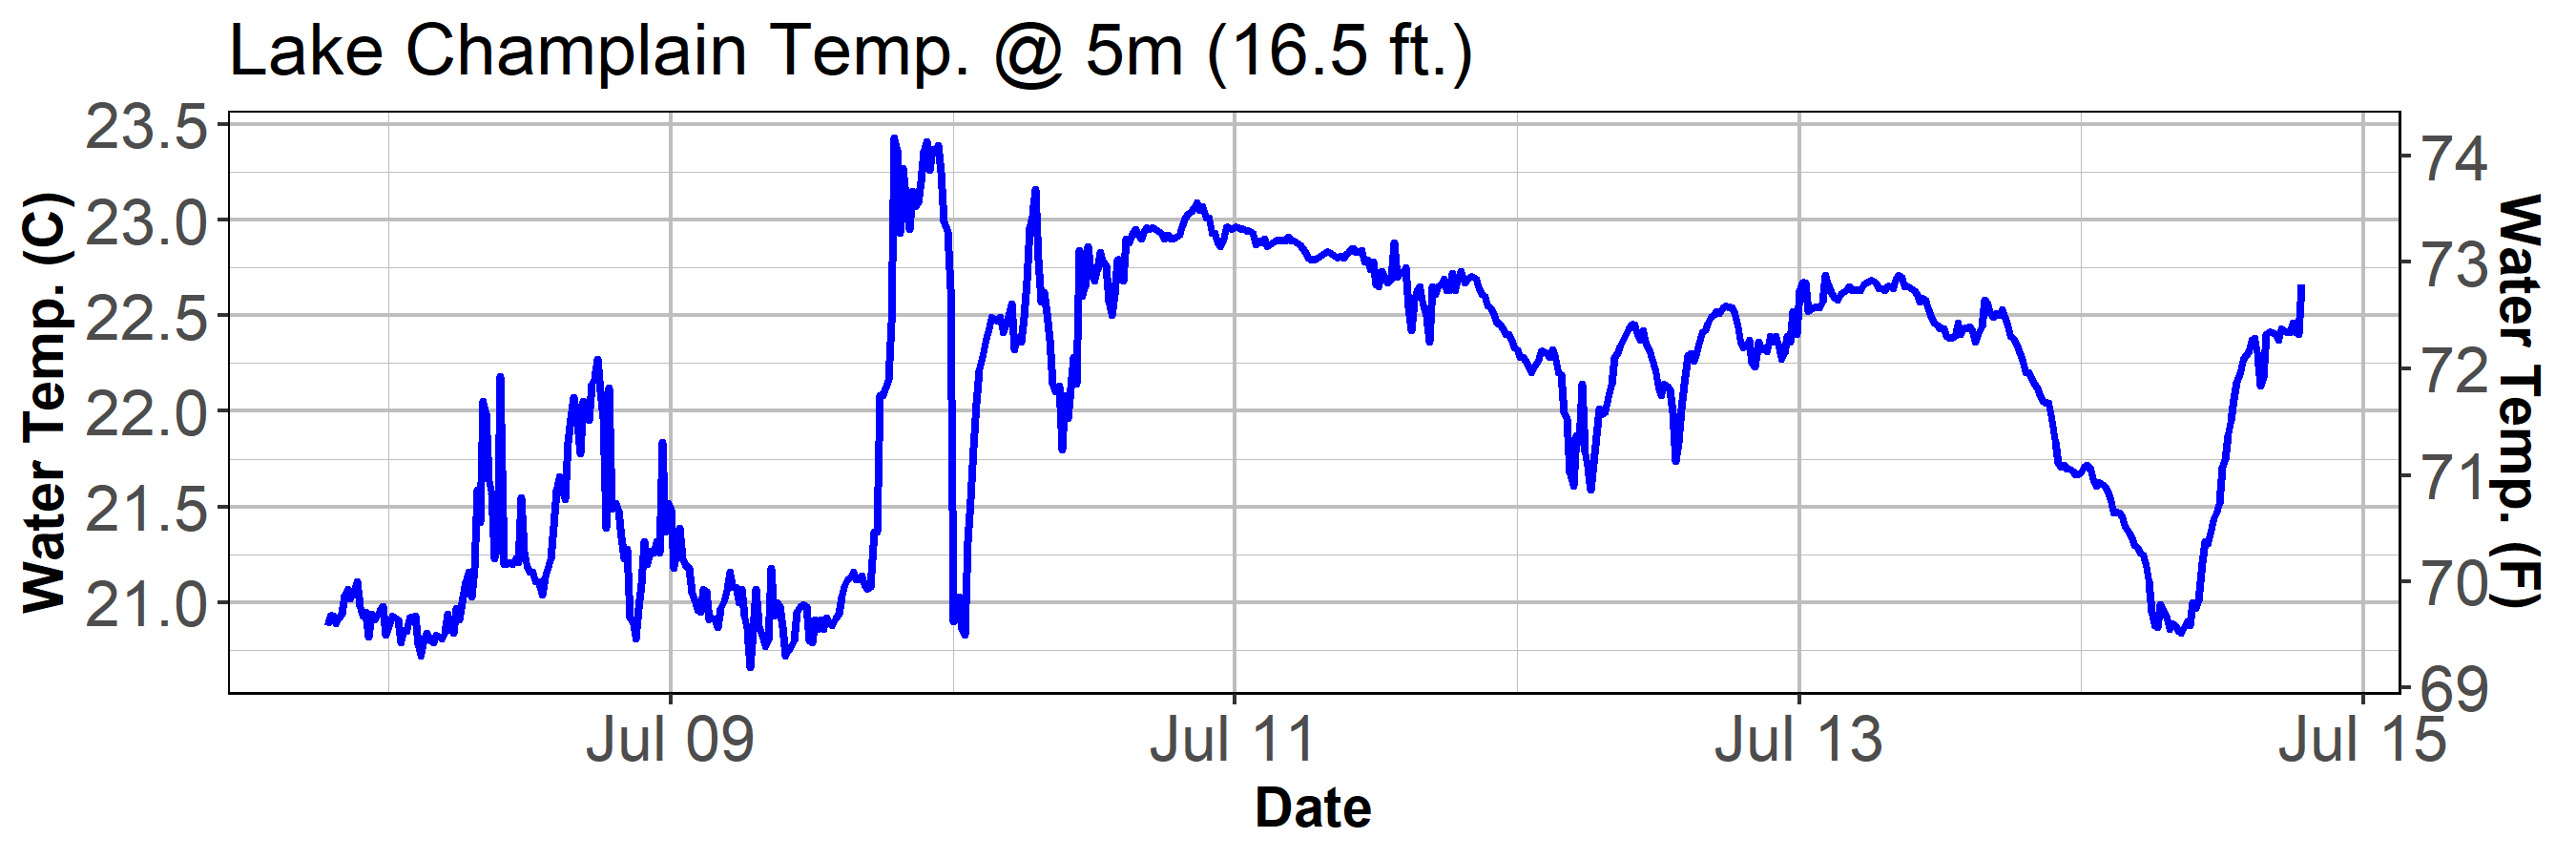 Lake Champlain Temp. @ 5m (16.5 ft.)
Water Temp. (C)
23.5
23.0
22.5
22.0
21.5
21.0
74
73
72
71
70
69
Water Temp. (F)
Jul 09 Jul 11 Jul 13 Jul 15
Date